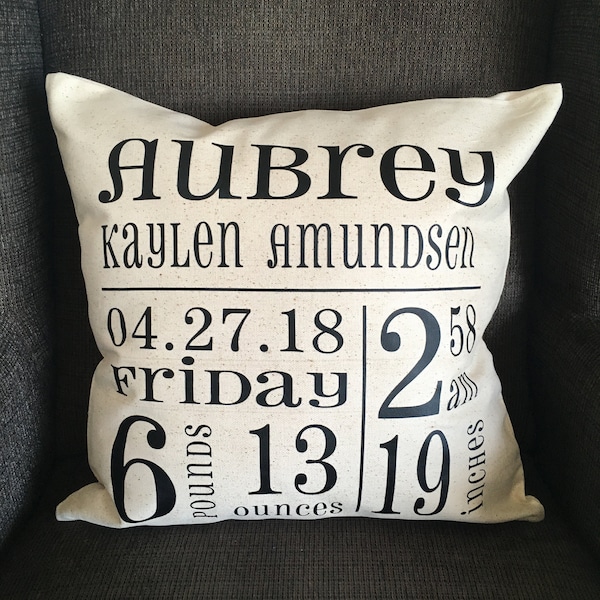 AUBrey
KAYLEN AMUNDSEN
04.27.18
FRIDAY
2 58 am
6 POUNDS 13 ounces
19 INCHES